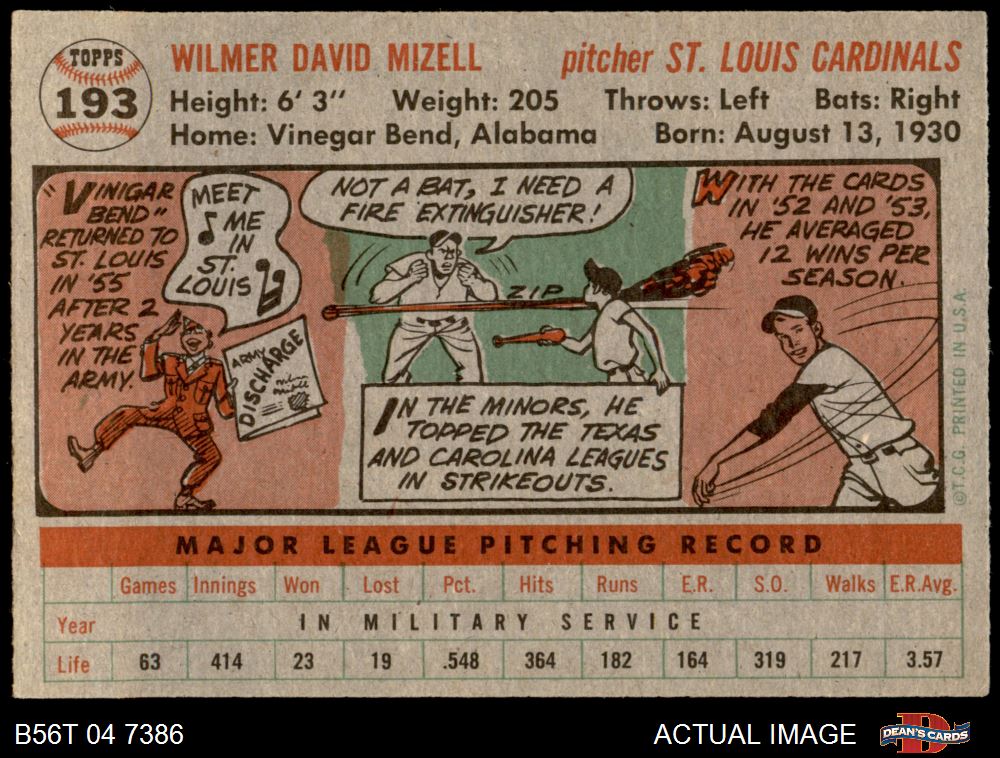 TOPPS
193
WILMER DAVID MIZELL
pitcher ST. LOUIS CARDINALS
Height: 6' 3"
Weight: 205
Throws: Left
Bats: Right
Home: Vinegar Bend, Alabama
Born: August 13, 1930
"VINIGAR
BEND"
RETURNED TO
ST. LOUIS
IN '55
AFTER 2
YEARS
IN THE
ARMY.
MEET
ME
IN
ST.
LOUIS
ARMY
DISCHARGE
NOT A BAT, I NEED A
FIRE EXTINGUISHER!
ZIP
IN THE MINORS, HE
TOPPED THE TEXAS
AND CAROLINA LEAGUES
IN STRIKEOUTS.
WITH THE CARDS
IN '52 AND '53,
HE AVERAGED
12 WINS PER
SEASON.
©T.C.G. PRINTED IN U.S.A.
MAJOR LEAGUE PITCHING RECORD
Games Innings Won Lost Pct. Hits Runs E.R. S.O. Walks E.R.Avg.
Year IN MILITARY SERVICE
Life 63 414 23 19 .548 364 182 164 319 217 3.57
B56T 04 7386
ACTUAL IMAGE
DEAN'S CARDS